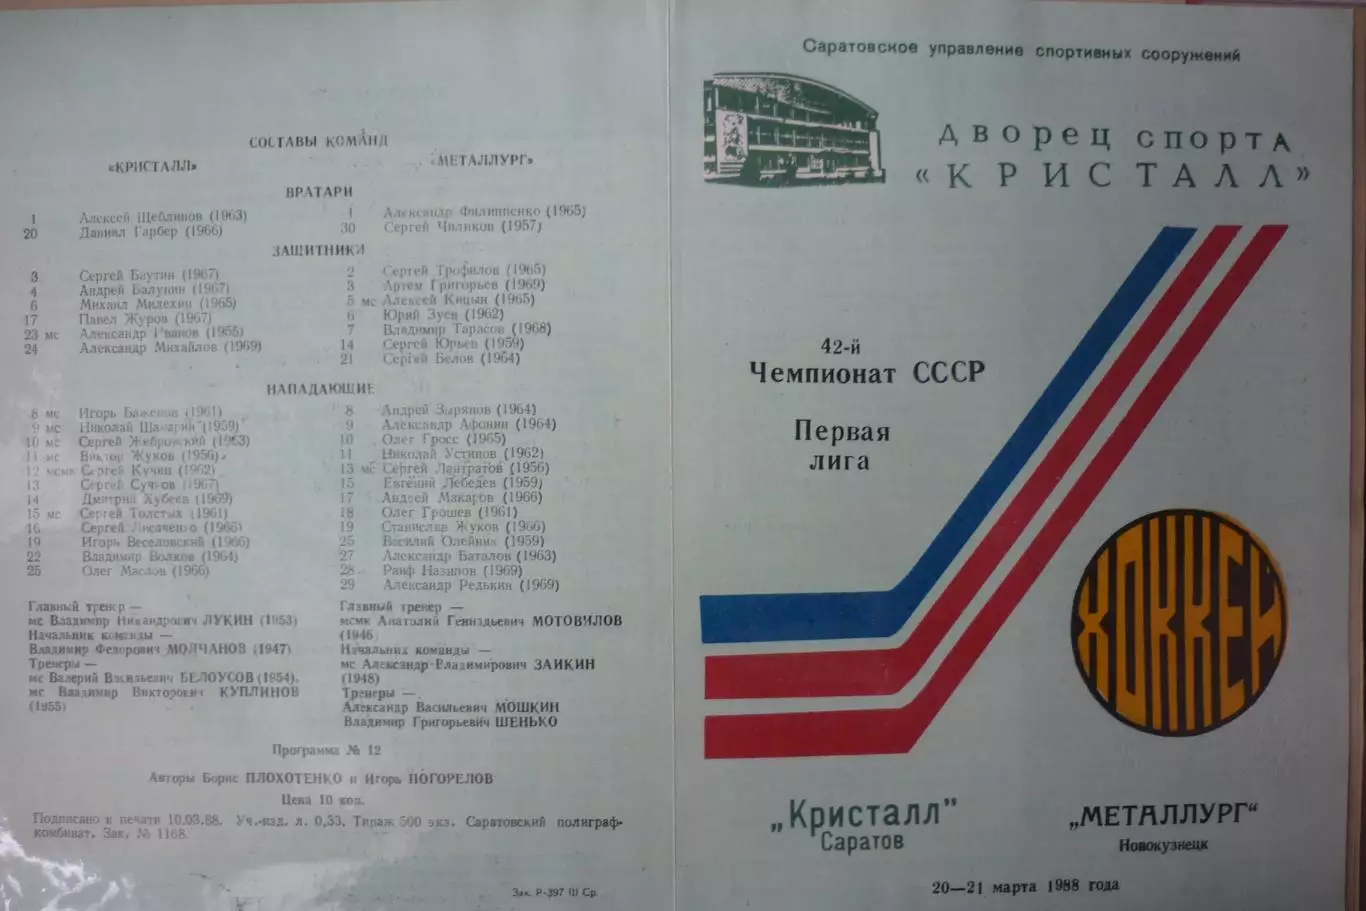 СОСТАВЫ КОМАНД
«КРИСТАЛЛ» «МЕТАЛЛУРГ»
ВРАТАРИ
1 Алексей Щеблинов (1963) 1 Александр Филиппенко (1965)
20 Даниил Гарбер (1966) 30 Сергей Чиликов (1957)
ЗАЩИТНИКИ
3 Сергей Баутин (1967) 2 Сергей Трофилов (1965)
4 Андрей Балунин (1967) 3 Артем Григорьев (1969)
6 Михаил Милехин (1965) 5 мс Алексей Кицын (1965)
17 Павел Журов (1967) 6 Юрий Зуев (1962)
23 мс Александр Иванов (1955) 7 Владимир Тарасов (1968)
24 Александр Михайлов (1969) 14 Сергей Юрьев (1959)
21 Сергей Белов (1964)
НАПАДАЮЩИЕ
8 мс Игорь Баженов (1961) 8 Андрей Зырянов (1964)
9 мс Николай Шамарин (1959) 9 Александр Афонин (1964)
10 мс Сергей Жебровский (1963) 10 Олег Гросс (1965)
11 мс Виктор Жуков (1956) 11 Николай Устинов (1962)
12 мсмк Сергей Кучин (1962) 13 мс Сергей Лантратов (1956)
13 Сергей Сучков (1967) 15 Евгений Лебедев (1959)
14 Дмитрий Хубеев (1969) 17 Андрей Макаров (1966)
15 мс Сергей Толстых (1961) 18 Олег Грошев (1961)
16 Сергей Лисаченко (1966) 19 Станислав Жуков (1966)
19 Игорь Веселовский (1966) 25 Василий Олейник (1959)
22 Владимир Волков (1964) 27 Александр Баталов (1963)
25 Олег Маслов (1966) 28 Раиф Назипов (1969)
29 Александр Редькин (1969)
Главный тренер —
мс Владимир Никандрович ЛУКИН (1953)
Начальник команды —
Владимир Федорович МОЛЧАНОВ (1947)
Тренеры —
мс Валерий Васильевич БЕЛОУСОВ (1954),
мс Владимир Викторович КУПЛИНОВ
(1955)
Главный тренер —
мсмк Анатолий Геннадьевич МОТОВИЛОВ
(1946)
Начальник команды —
мс Александр Владимирович ЗАИКИН
(1948)
Тренеры —
Александр Васильевич МОШКИН
Владимир Григорьевич ШЕНЬКО
Программа № 12
Авторы Борис ПЛОХОТЕНКО и Игорь ПОГОРЕЛОВ
Цена 10 коп.
Подписано к печати 10.03.88. Уч.-изд. л. 0,33. Тираж 500 экз. Саратовский полиграф-
комбинат. Зак. № 1168.
Зак. Р-397 (1) Ср.
Саратовское управление спортивных сооружений
ДВОРЕЦ СПОРТА
«КРИСТАЛЛ»
42-й
Чемпионат СССР
Первая
лига
ХОККЕЙ
„Кристалл"
Саратов
„МЕТАЛЛУРГ"
Новокузнецк
20—21 марта 1988 года